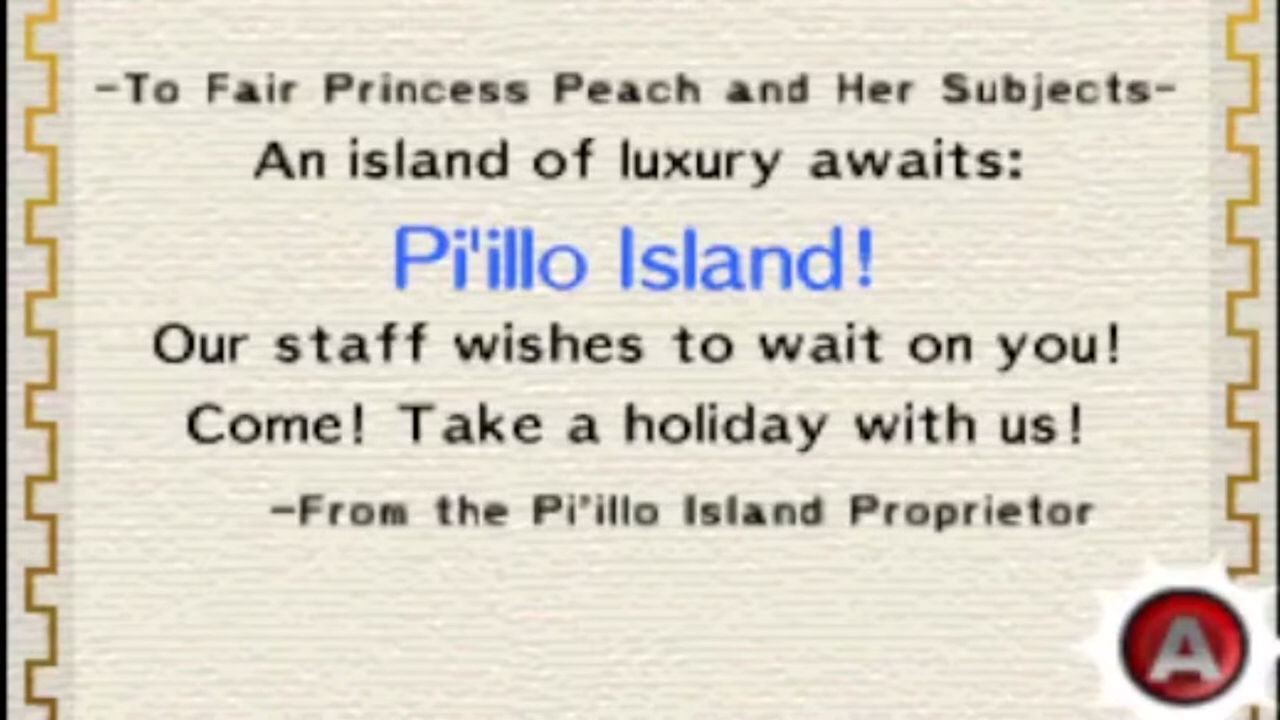 -To Fair Princess Peach and Her Subjects-
An island of luxury awaits:
Pi'illo Island!
Our staff wishes to wait on you!
Come! Take a holiday with us!
-From the Pi'illo Island Proprietor
A